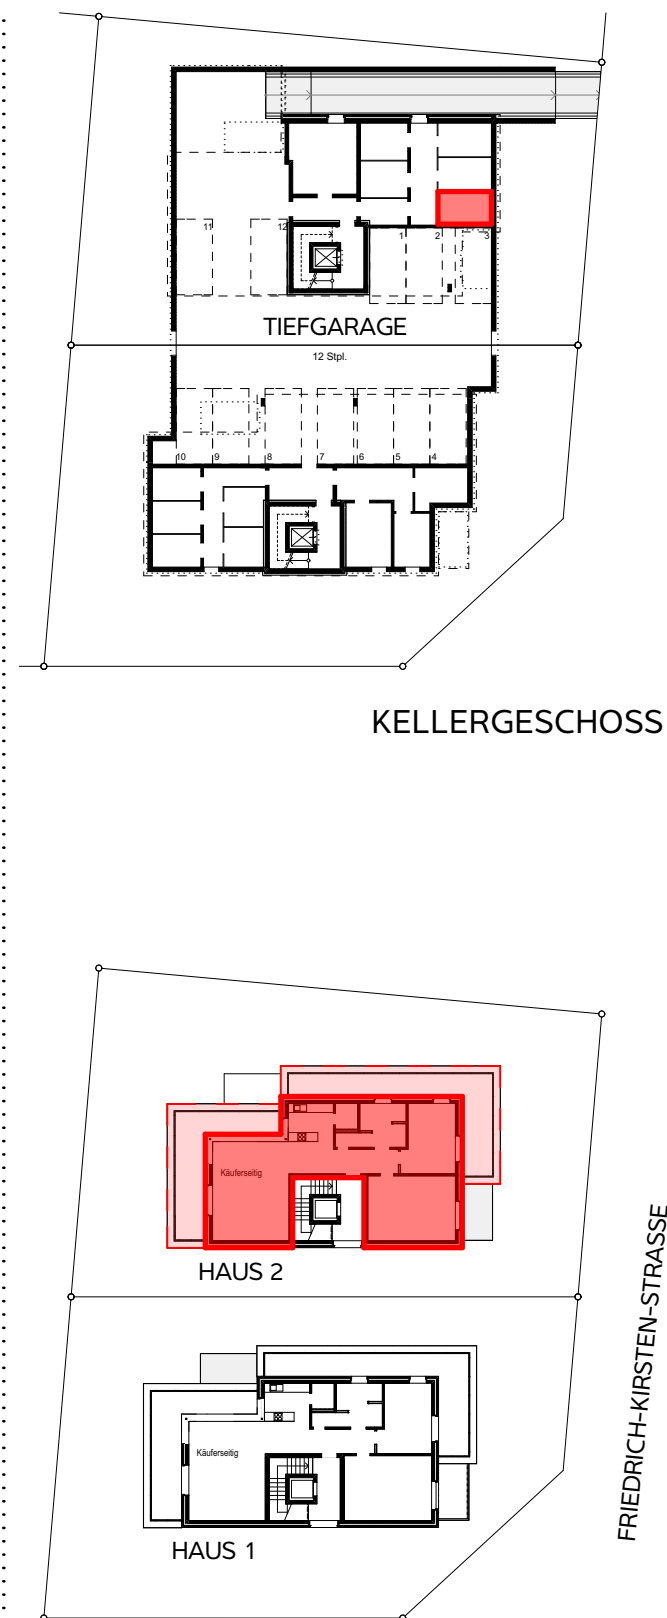 11
12
1
2
3
TIEFGARAGE
12 Stpl.
10
9
8
7
6
5
4
KELLERGESCHOSS
Käuferseitig
HAUS 2
FRIEDRICH-KIRSTEN-STRASSE
Käuferseitig
HAUS 1